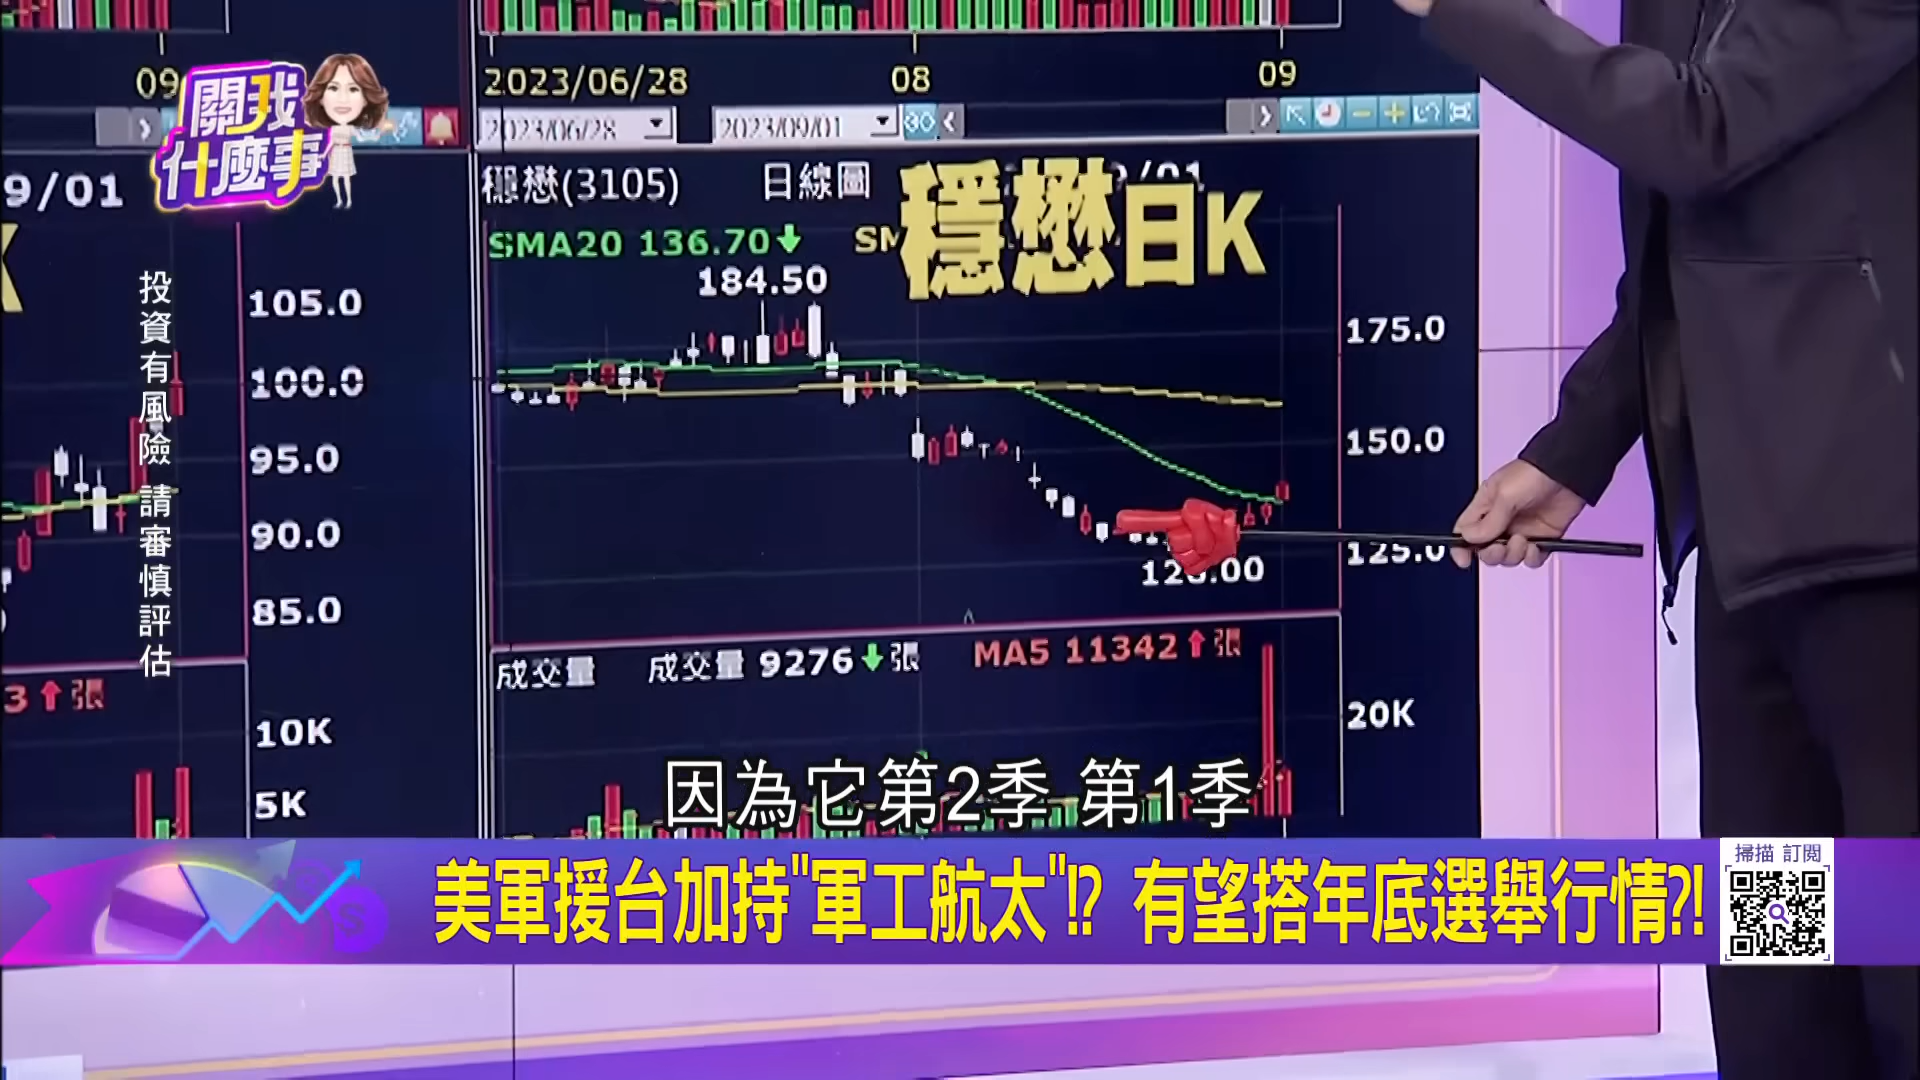 2023/06/28
08
09
09
2023/06/28
2023/09/01
30
關我
什麼事
9/01
穩懋(3105)
日線圖
穩懋日K
SMA20 136.70↓
184.50
投資有風險 請審慎評估
105.0
100.0
95.0
90.0
85.0
175.0
150.0
125.0
成交量
成交量 9276↓張
MA5 11342↑張
3↑張
10K
5K
20K
因為它第2季 第1季
美軍援台加持"軍工航太"!? 有望搭年底選舉行情?!
掃描 訂閱